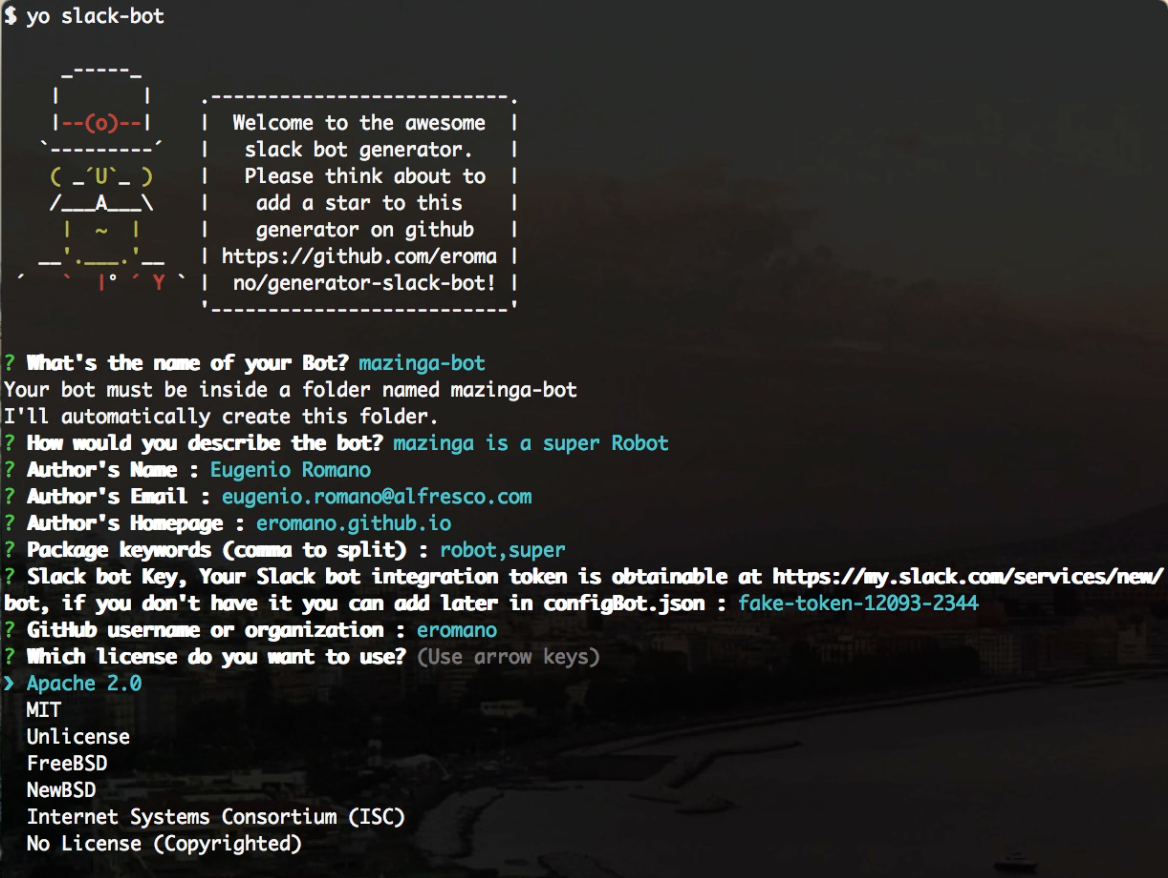 $ yo slack-bot
     _-----_
    |       |    .--------------------------.
    |--(o)--|    |  Welcome to the awesome  |
   `---------´   |   slack bot generator.   |
    ( _´U`_ )    |   Please think about to  |
    /___A___\    |    add a star to this    |
     |  ~  |     |    generator on github   |
   __'.___.'__   | https://github.com/eroma |
 ´   `  |° ´ Y ` |  no/generator-slack-bot! |
                 '--------------------------'
? What's the name of your Bot? mazinga-bot
Your bot must be inside a folder named mazinga-bot
I'll automatically create this folder.
? How would you describe the bot? mazinga is a super Robot
? Author's Name : Eugenio Romano
? Author's Email : eugenio.romano@alfresco.com
? Author's Homepage : eromano.github.io
? Package keywords (comma to split) : robot,super
? Slack bot Key, Your Slack bot integration token is obtainable at https://my.slack.com/services/new/
bot, if you don't have it you can add later in configBot.json : fake-token-12093-2344
? GitHub username or organization : eromano
? Which license do you want to use? (Use arrow keys)
❯ Apache 2.0
  MIT
  Unlicense
  FreeBSD
  NewBSD
  Internet Systems Consortium (ISC)
  No License (Copyrighted)